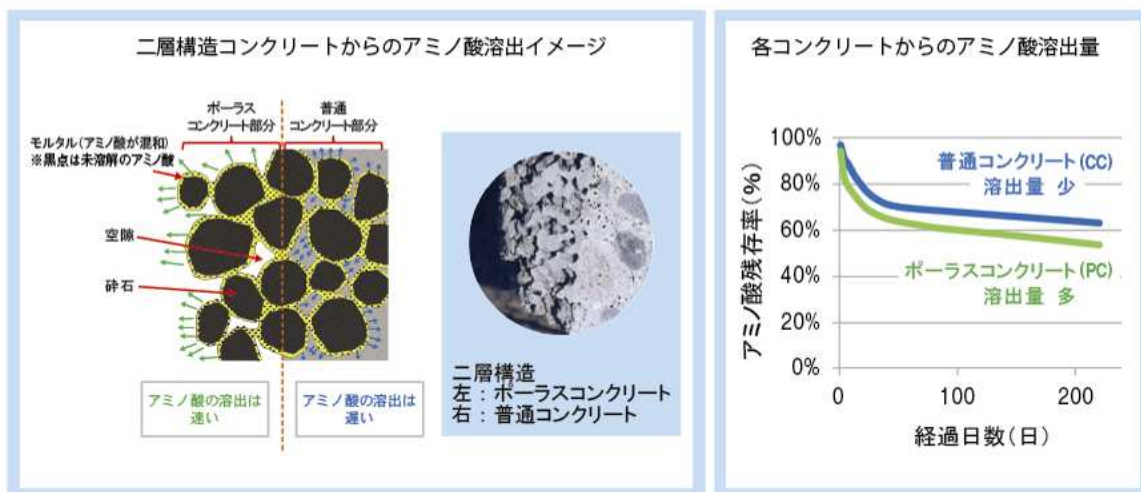 二層構造コンクリートからのアミノ酸溶出イメージ
ポーラス
コンクリート部分
普通
コンクリート部分
モルタル(アミノ酸が混和)
※黒点は未溶解のアミノ酸
空隙
砕石
アミノ酸の溶出は
速い
アミノ酸の溶出は
遅い
二層構造
左：ポーラスコンクリート
右：普通コンクリート
各コンクリートからのアミノ酸溶出量
アミノ酸残存率(%)
100%
80%
60%
40%
20%
0%
普通コンクリート(CC)
溶出量 少
ポーラスコンクリート(PC)
溶出量 多
0
100
200
経過日数(日)